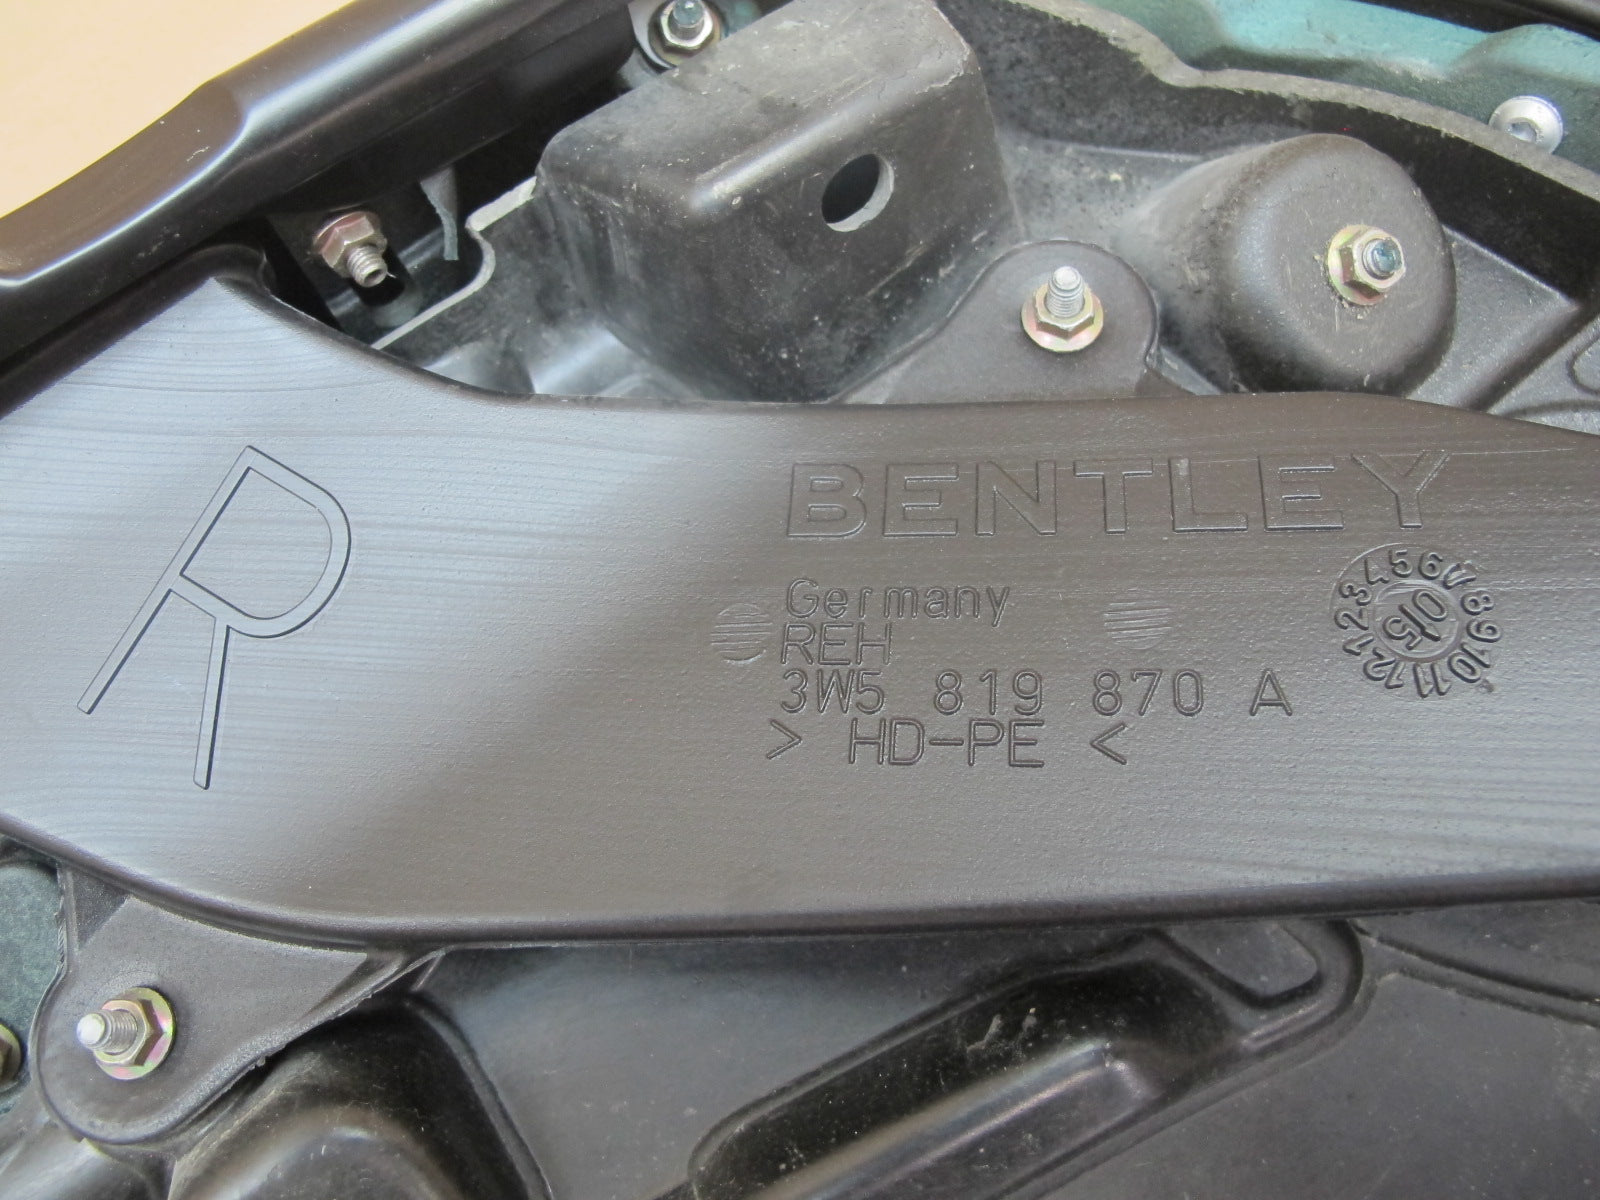 R
BENTLEY
Germany
REH
3W5 819 870 A
> HD-PE <
1 2 3 4 5 6 7 8 9 10 11 12
05